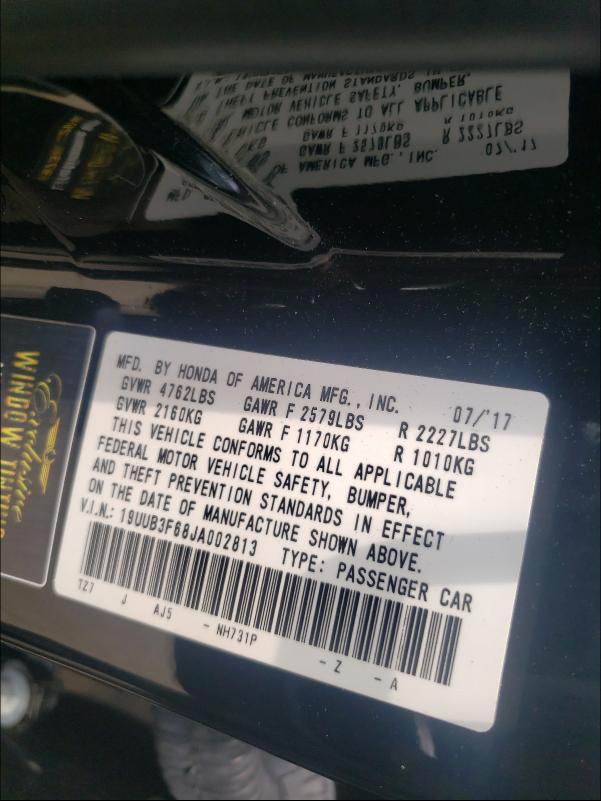 MFD. BY HONDA OF AMERICA MFG., INC. 07/'17
GVWR 4762LBS GAWR F 2579LBS R 2227LBS
GVWR 2160KG GAWR F 1170KG R 1010KG
THIS VEHICLE CONFORMS TO ALL APPLICABLE
FEDERAL MOTOR VEHICLE SAFETY, BUMPER,
AND THEFT PREVENTION STANDARDS IN EFFECT
ON THE DATE OF MANUFACTURE SHOWN ABOVE.
V.I.N.: 19UUB3F68JA002813 TYPE: PASSENGER CAR
TZ7 J AJ5 - NH731P - Z - A
Exclusive
WINDOW